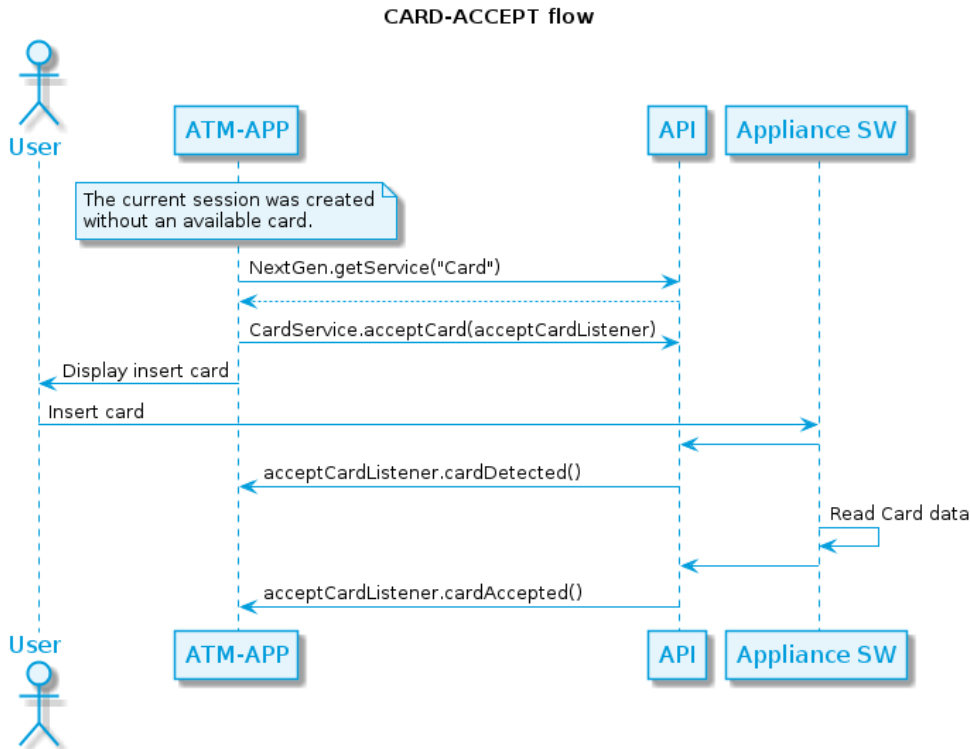 CARD-ACCEPT flow
User
ATM-APP
API
Appliance SW
The current session was created
without an available card.
NextGen.getService("Card")
CardService.acceptCard(acceptCardListener)
Display insert card
Insert card
acceptCardListener.cardDetected()
Read Card data
acceptCardListener.cardAccepted()
User
ATM-APP
API
Appliance SW